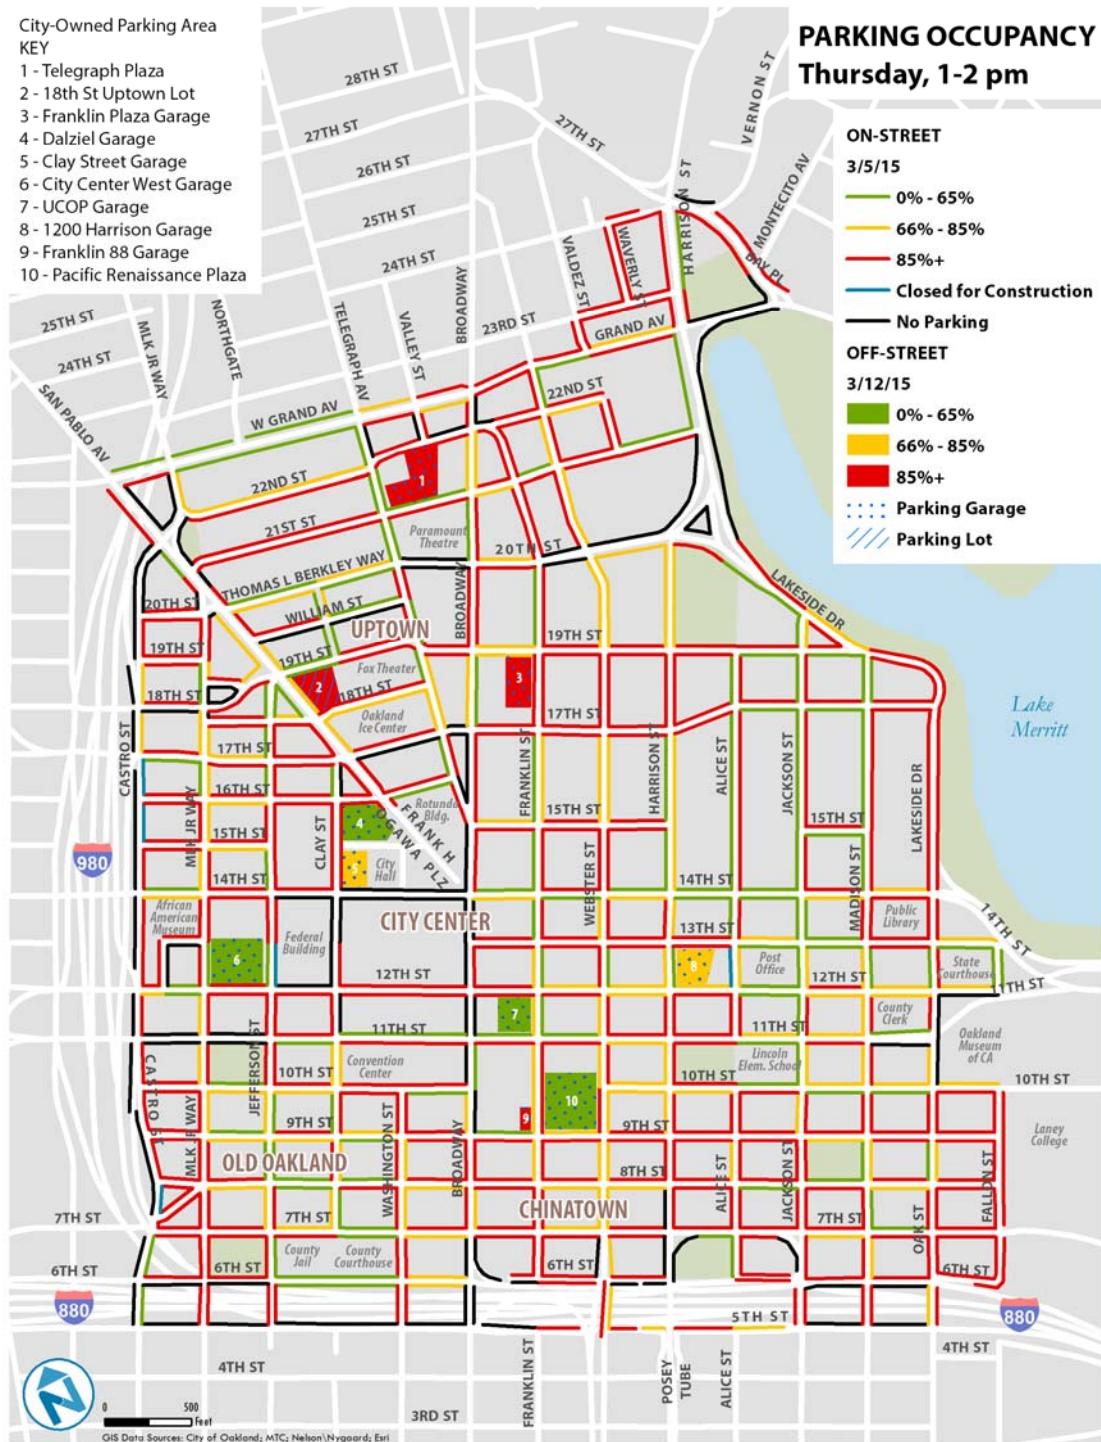 City-Owned Parking Area
KEY
1 - Telegraph Plaza
2 - 18th St Uptown Lot
3 - Franklin Plaza Garage
4 - Dalziel Garage
5 - Clay Street Garage
6 - City Center West Garage
7 - UCOP Garage
8 - 1200 Harrison Garage
9 - Franklin 88 Garage
10 - Pacific Renaissance Plaza
PARKING OCCUPANCY
Thursday, 1-2 pm
ON-STREET
3/5/15
0% - 65%
66% - 85%
85%+
Closed for Construction
No Parking
OFF-STREET
3/12/15
0% - 65%
66% - 85%
85%+
Parking Garage
Parking Lot
28TH ST
27TH ST
27TH ST
VERNON ST
26TH ST
25TH ST
24TH ST
HARRISON ST
MONTECITO AV
BAY PL
WAVERLY ST
VALDEZ ST
BROADWAY
23RD ST
GRAND AV
TELEGRAPH AV
VALLEY ST
NORTHGATE
MLK JR WAY
25TH ST
24TH ST
SAN PABLO AV
W GRAND AV
22ND ST
22ND ST
1
21ST ST
Paramount
Theatre
20TH ST
THOMAS L BERKLEY WAY
WILLIAM ST
BROADWAY
LAKESIDE DR
20TH ST
UPTOWN
19TH ST
19TH ST
19TH ST
Fox Theater
2
18TH ST
18TH ST
3
Oakland
Ice Center
17TH ST
17TH ST
Lake
Merritt
CASTRO ST
FRANKLIN ST
HARRISON ST
ALICE ST
JACKSON ST
LAKESIDE DR
16TH ST
15TH ST
15TH ST
15TH ST
MLK JR WAY
CLAY ST
4
Rotunda
Bldg.
FRANK H
OGAWA PLZ
5
City
Hall
980
14TH ST
14TH ST
WEBSTER ST
MADISON ST
14TH ST
African
American
Museum
CITY CENTER
13TH ST
Public
Library
Federal
Building
6
12TH ST
8
Post
Office
12TH ST
State
Courthouse
11TH ST
7
11TH ST
11TH ST
County
Clerk
Oakland
Museum
of CA
JEFFERSON ST
Convention
Center
10TH ST
10TH ST
Lincoln
Elem. School
10TH ST
CASTRO ST
MLK JR WAY
9TH ST
WASHINGTON ST
BROADWAY
9
10
9TH ST
Laney
College
OLD OAKLAND
8TH ST
ALICE ST
JACKSON ST
FALLON ST
OAK ST
7TH ST
7TH ST
CHINATOWN
7TH ST
County
Jail
County
Courthouse
6TH ST
6TH ST
6TH ST
6TH ST
880
5TH ST
880
4TH ST
4TH ST
FRANKLIN ST
POSEY
TUBE
ALICE ST
3RD ST
0
500
Feet
GIS Data Sources: City of Oakland; MTC; Nelson\Nygaard; Esri